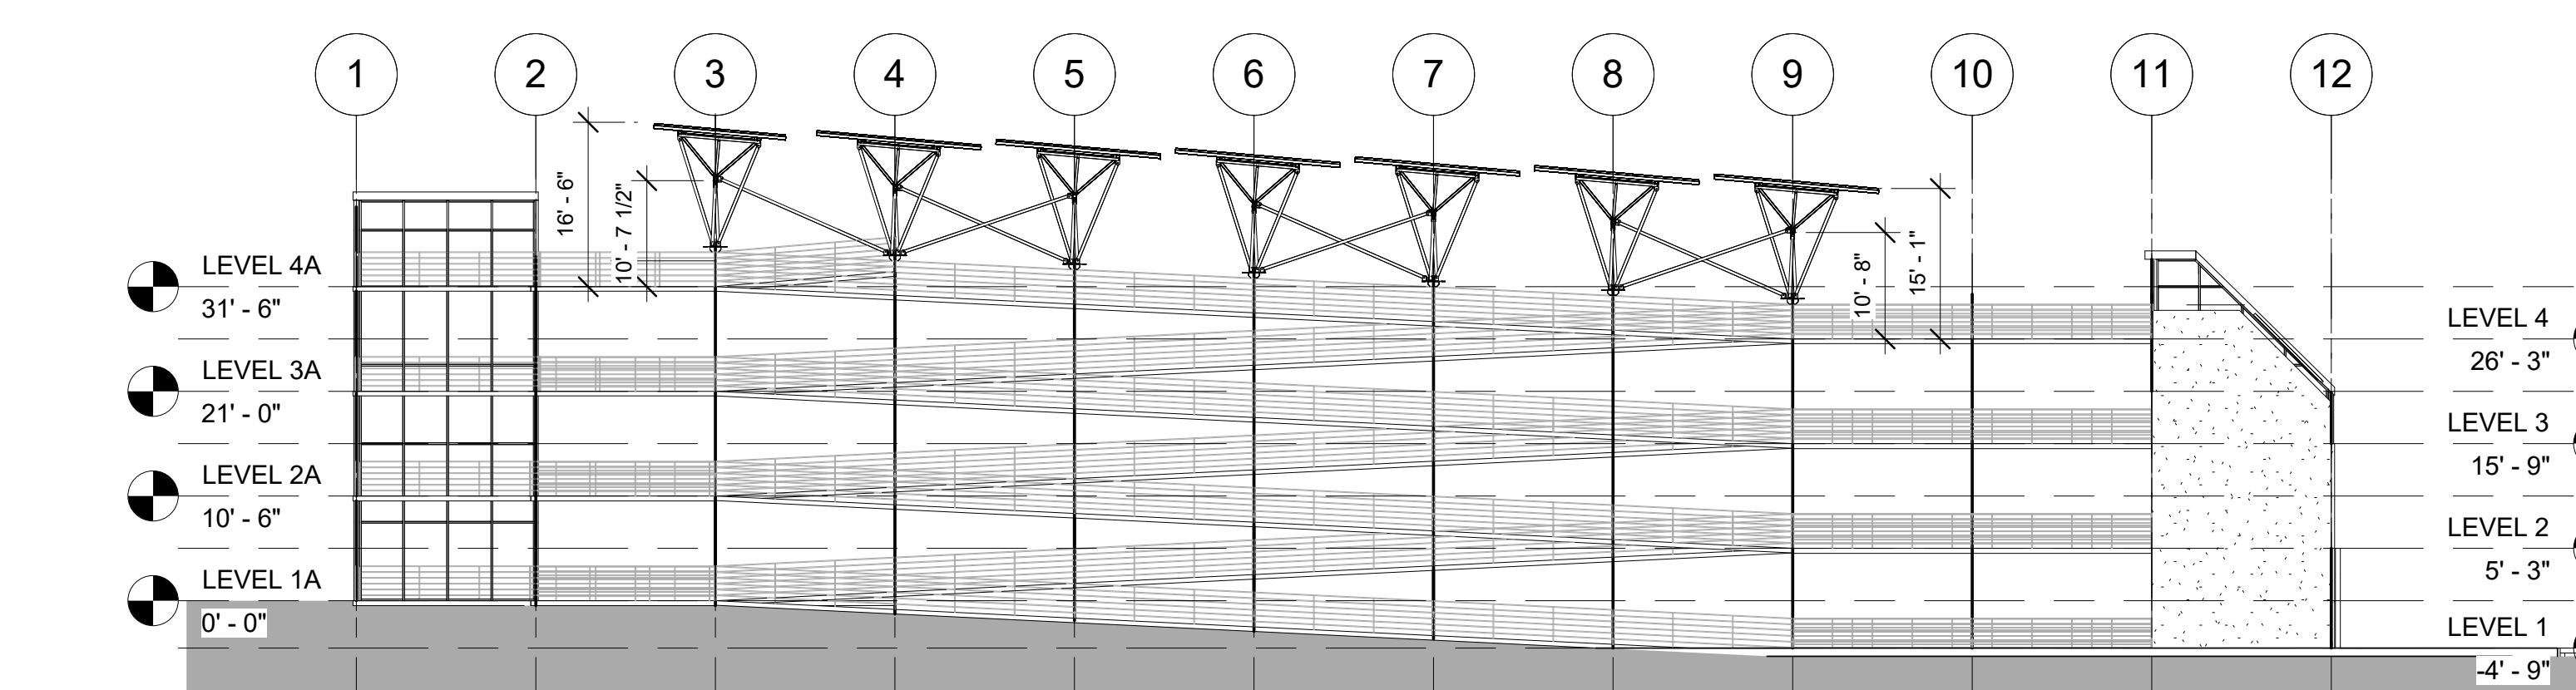 1 2 3 4 5 6 7 8 9 10 11 12
16' - 6"
10' - 7 1/2"
10' - 8"
15' - 1"
LEVEL 4A
31' - 6"
LEVEL 3A
21' - 0"
LEVEL 2A
10' - 6"
LEVEL 1A
0' - 0"
LEVEL 4
26' - 3"
LEVEL 3
15' - 9"
LEVEL 2
5' - 3"
LEVEL 1
-4' - 9"